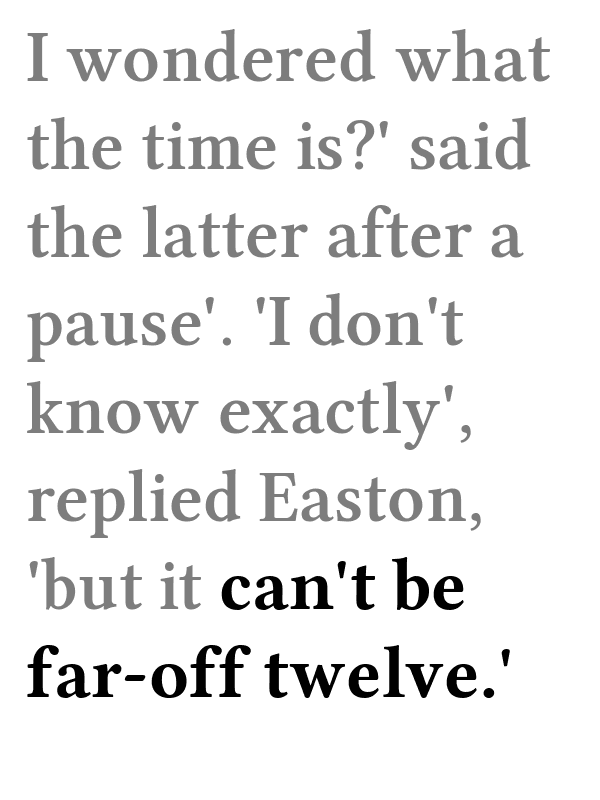 I wondered what
the time is?' said
the latter after a
pause'. 'I don't
know exactly',
replied Easton,
'but it can't be
far-off twelve.'